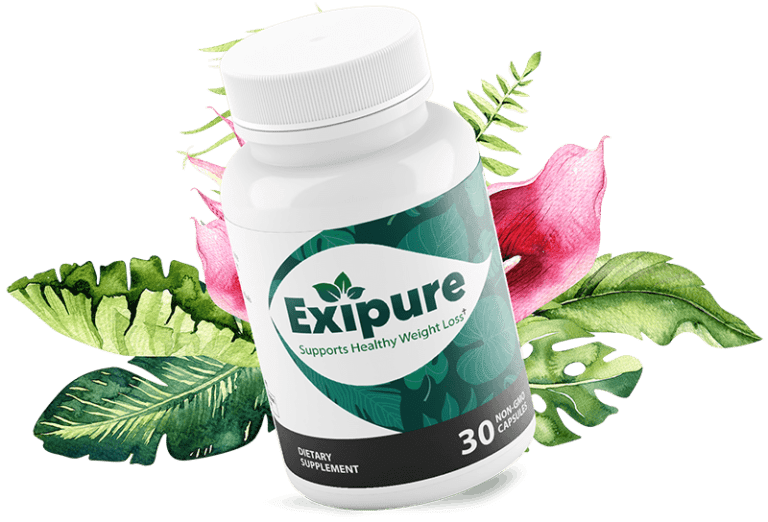 Exipure
Supports Healthy Weight Loss†
DIETARY
SUPPLEMENT
30 NON-GMO
CAPSULES